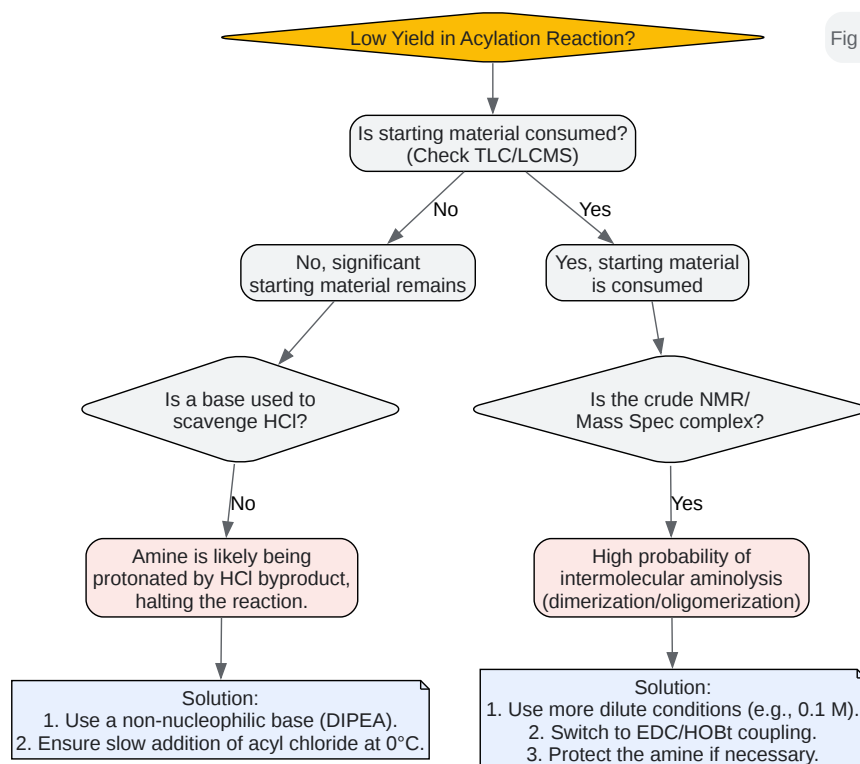 Low Yield in Acylation Reaction?
Fig
Is starting material consumed?
(Check TLC/LCMS)
No
Yes
No, significant
starting material remains
Yes, starting material
is consumed
Is a base used to
scavenge HCl?
Is the crude NMR/
Mass Spec complex?
No
Yes
Amine is likely being
protonated by HCl byproduct,
halting the reaction.
High probability of
intermolecular aminolysis
(dimerization/oligomerization)
Solution:
1. Use a non-nucleophilic base (DIPEA).
2. Ensure slow addition of acyl chloride at 0°C.
Solution:
1. Use more dilute conditions (e.g., 0.1 M).
2. Switch to EDC/HOBt coupling.
3. Protect the amine if necessary.